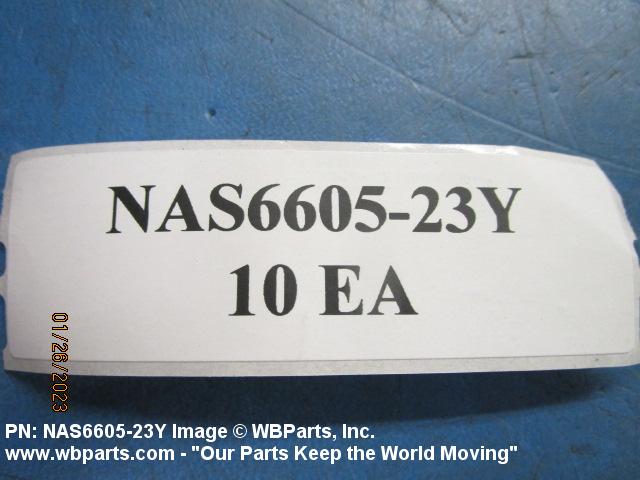 NAS6605-23Y
10 EA
01/26/2023
PN: NAS6605-23Y Image © WBParts, Inc.
www.wbparts.com - "Our Parts Keep the World Moving"